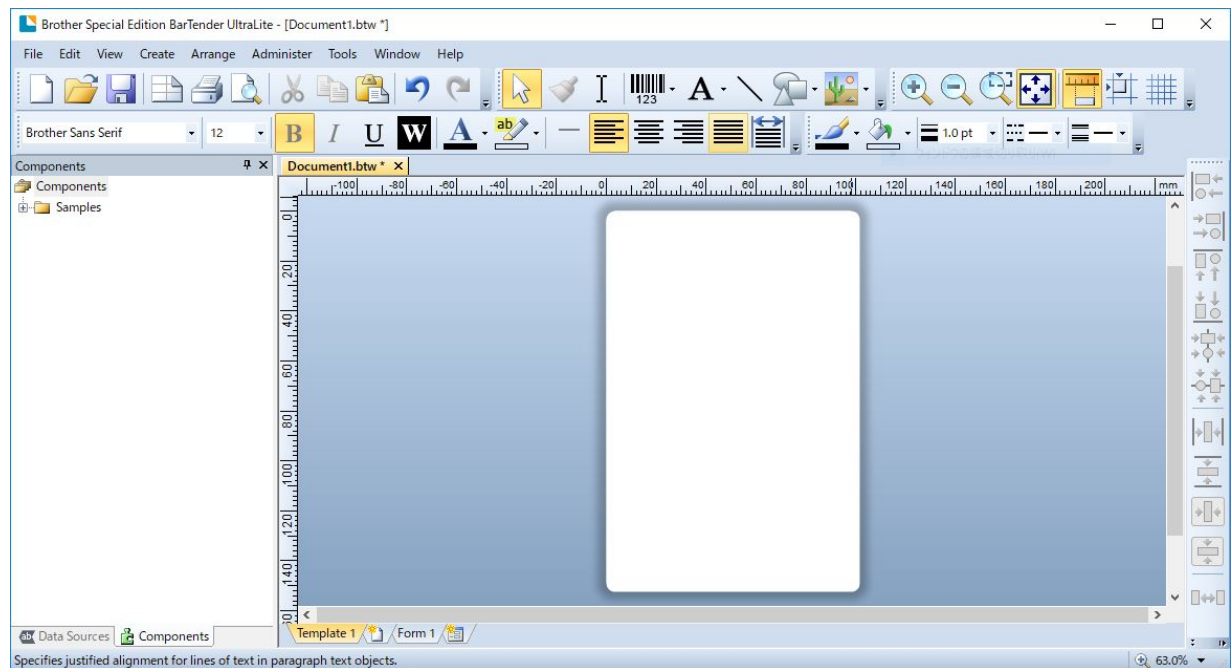 Brother Special Edition BarTender UltraLite - [Document1.btw *]
File Edit View Create Arrange Administer Tools Window Help
123 A
Brother Sans Serif 12 B I U W A ab 1.0 pt
Components
Document1.btw *
Components
Samples
-100 -80 -60 -40 -20 0 20 40 60 80 100 120 140 160 180 200 mm
0
20
40
60
80
100
120
140
Data Sources Components
Template 1 Form 1
Specifies justified alignment for lines of text in paragraph text objects.
63.0%